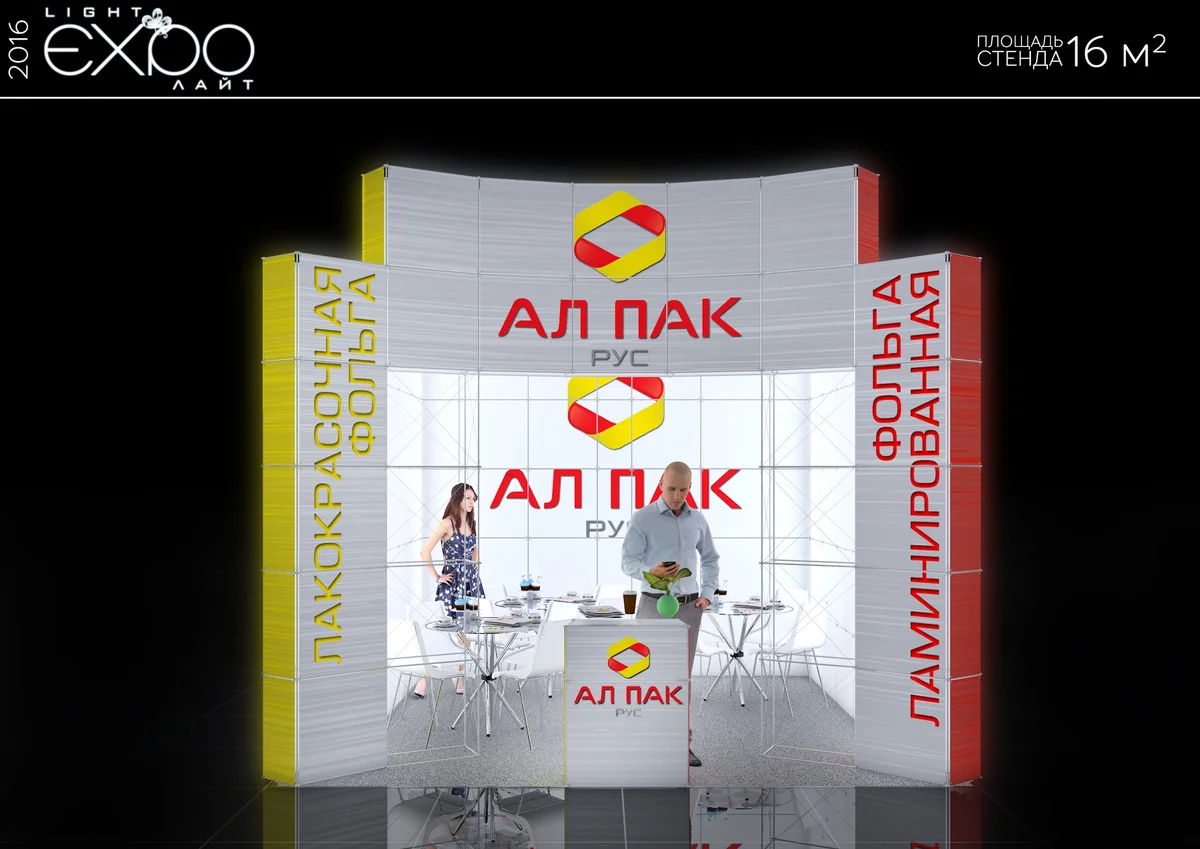 2016
LIGHT
EXPO
ЛАЙТ
ПЛОЩАДЬ
СТЕНДА
16 м²
АЛ ПАК
РУС
ЛАКОКРАСОЧНАЯ
ФОЛЬГА
АЛ ПАК
РУС
ФОЛЬГА
ЛАМИНИРОВАННАЯ
АЛ ПАК
РУС